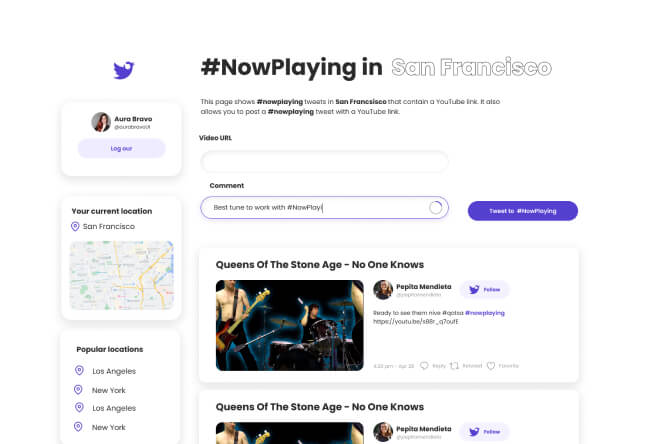 #NowPlaying in San Francisco
This page shows #nowplaying tweets in San Francsisco that contain a YouTube link. It also
allows you to post a #nowplaying tweet with a YouTube link.
Aura Bravo
@aurabravoUI
Log our
Video URL
Comment
Best tune to work with #NowPlayi
Tweet to #NowPlaying
Your current location
San Francisco
Popular locations
Los Angeles
New York
Los Angeles
New York
Queens Of The Stone Age - No One Knows
Pepita Mendieta
@pepitamendieta
Follow
Ready to see them nive #qotsa #nowplaying
https://youtu.be/s88r_q7oufE
4:20 pm - Apr 28
Reply
Retweet
Favorite
Queens Of The Stone Age - No One Knows
Pepita Mendieta
@pepitamendieta
Follow